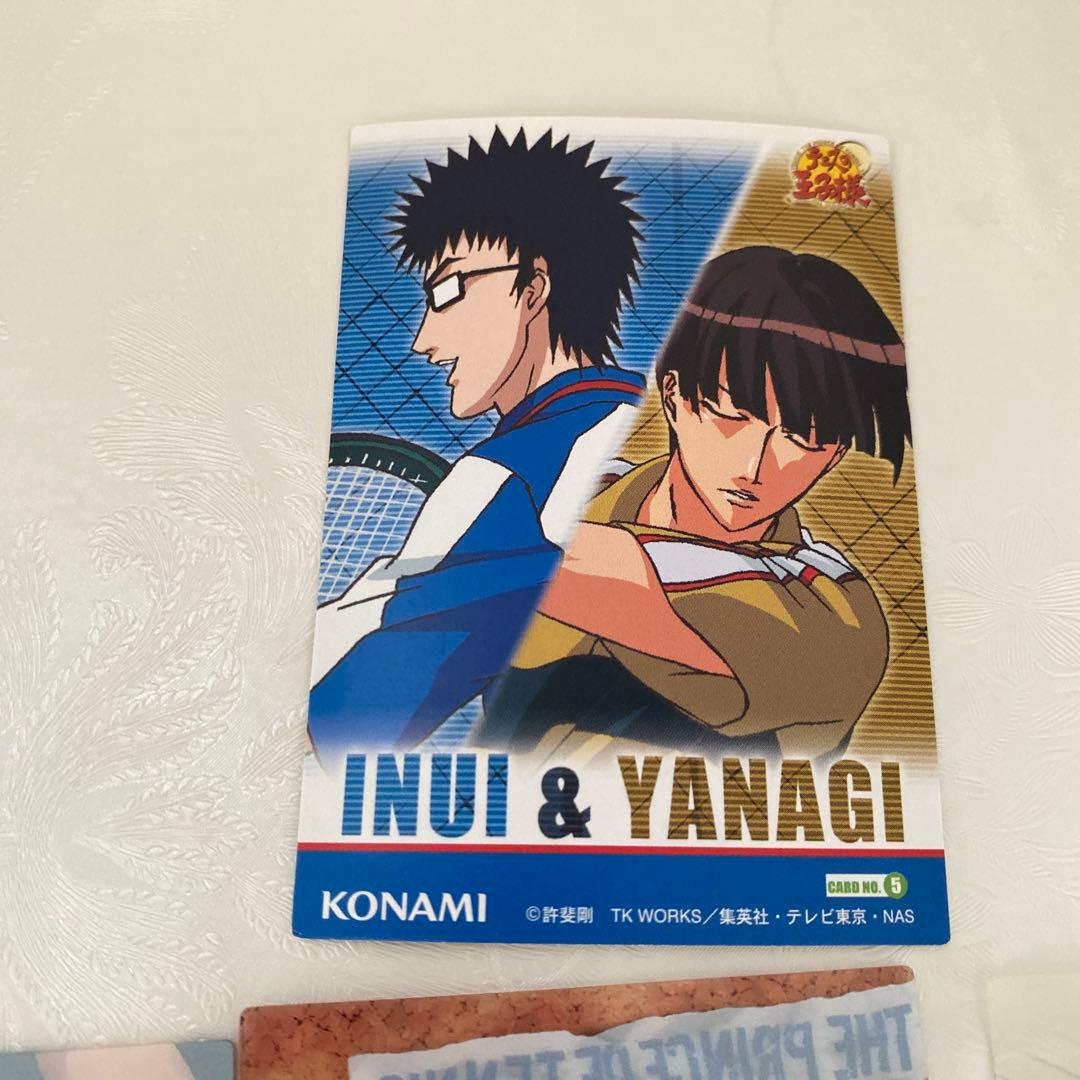 テニスの
王子様
INUI & YANAGI
CARD NO. 5
KONAMI
©許斐剛 TK WORKS／集英社・テレビ東京・NAS
THE PRINCE OF TENNIS